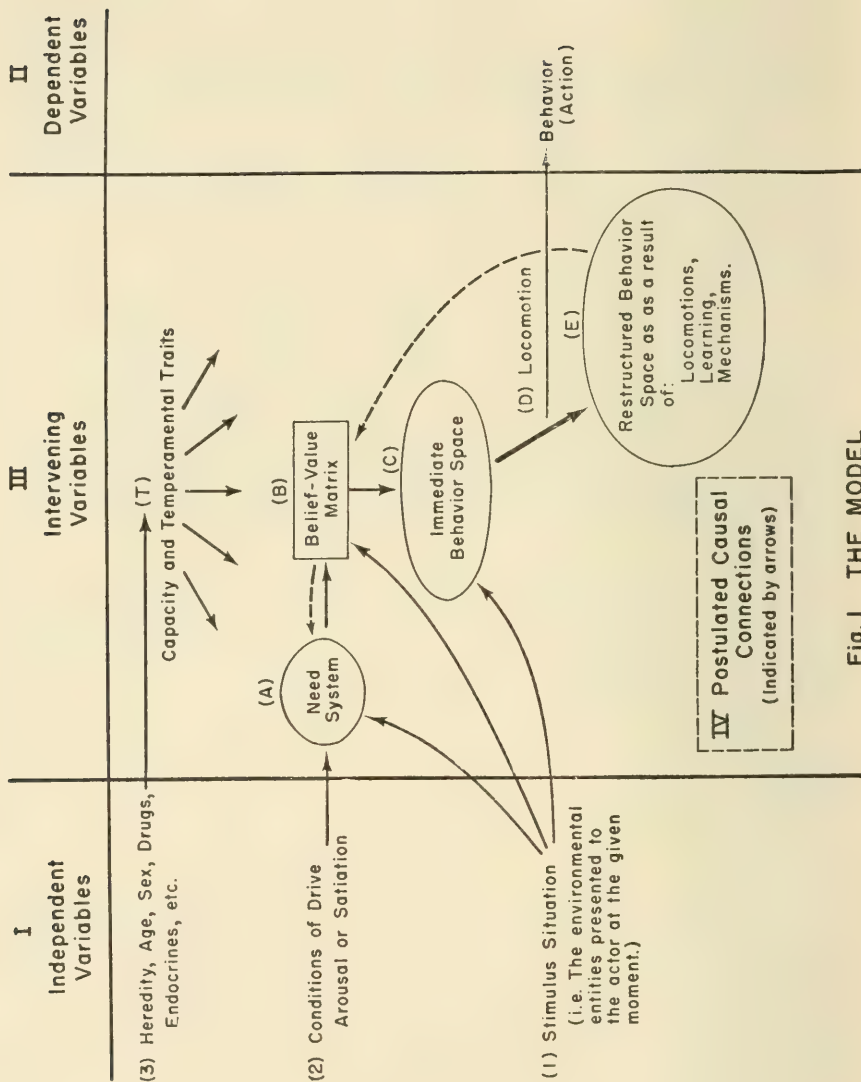 I
Independent
Variables
III
Intervening
Variables
II
Dependent
Variables
(3) Heredity, Age, Sex, Drugs,
Endocrines, etc.
(T)
Capacity and Temperamental Traits
(2) Conditions of Drive
Arousal or Satiation
(A)
Need
System
(B)
Belief-Value
Matrix
(C)
Immediate
Behavior Space
(1) Stimulus Situation
(i.e. The environmental
entities presented to
the actor at the given
moment.)
(D) Locomotion
Behavior
(Action)
(E)
Restructured Behavior
Space as as a result
of:
Locomotions,
Learning,
Mechanisms.
IV Postulated Causal
Connections
(Indicated by arrows)
Fig. I THE MODEL